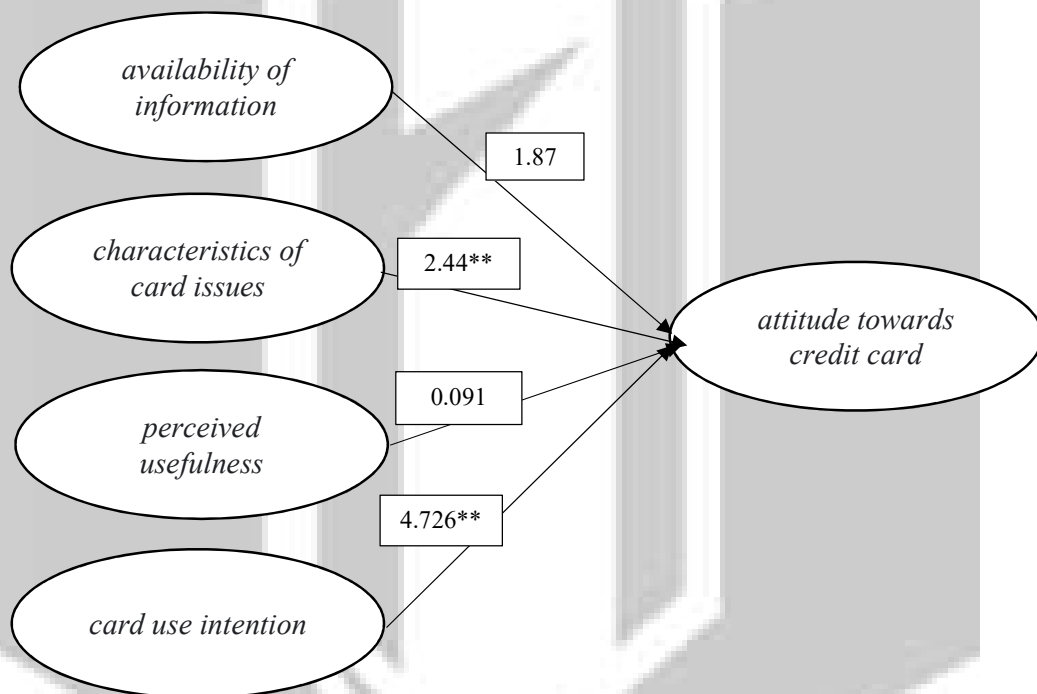 availability of
information
1.87
characteristics of
card issues
2.44**
attitude towards
credit card
perceived
usefulness
0.091
4.726**
card use intention